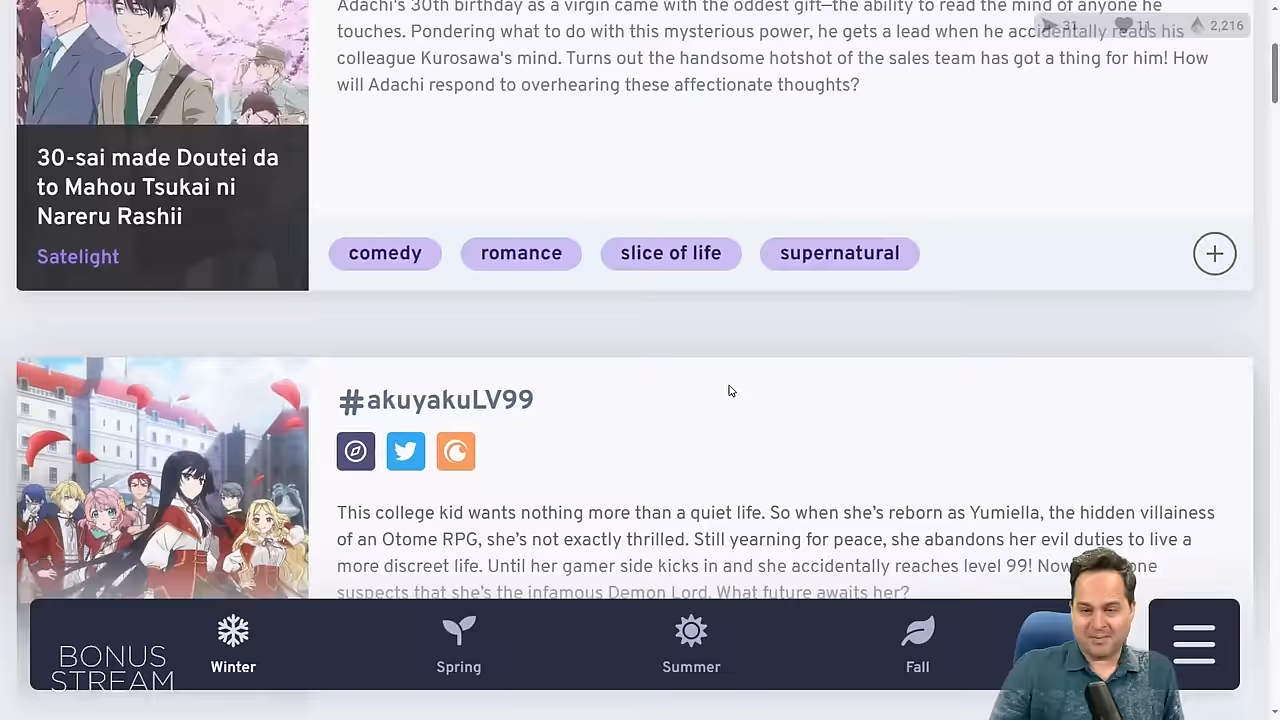 Adachi's 30th birthday as a virgin came with the oddest gift—the ability to read the mind of anyone he
touches. Pondering what to do with this mysterious power, he gets a lead when he accidentally reads his
colleague Kurosawa's mind. Turns out the handsome hotshot of the sales team has got a thing for him! How
will Adachi respond to overhearing these affectionate thoughts?
31 11 2,216
30-sai made Doutei da
to Mahou Tsukai ni
Nareru Rashii
Satelight
comedy romance slice of life supernatural
#akuyakuLV99
This college kid wants nothing more than a quiet life. So when she’s reborn as Yumiella, the hidden villainess
of an Otome RPG, she’s not exactly thrilled. Still yearning for peace, she abandons her evil duties to live a
more discreet life. Until her gamer side kicks in and she accidentally reaches level 99! Now
suspects that she’s the infamous Demon Lord. What future awaits her?
BONUS
STREAM
Winter Spring Summer Fall